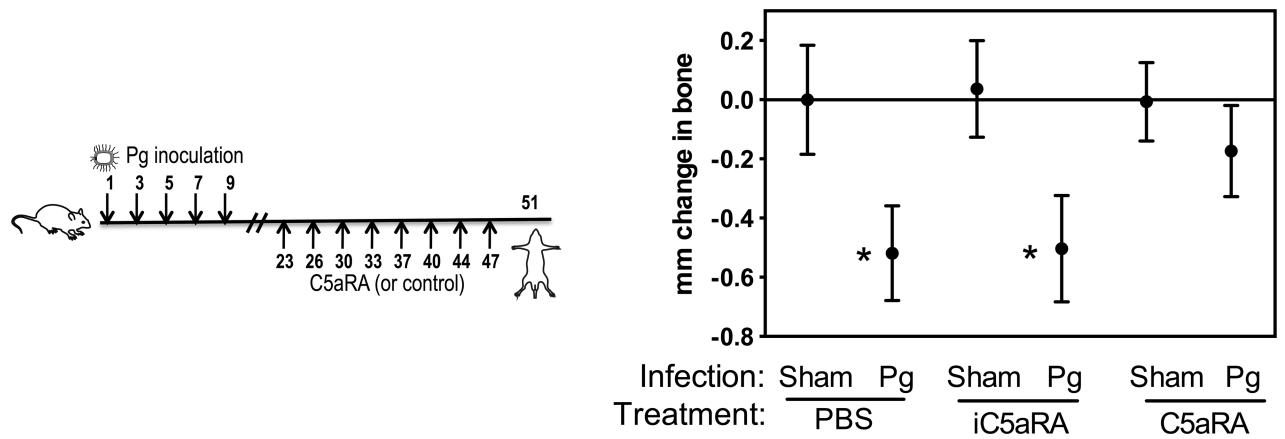 Pg inoculation
1 3 5 7 9
51
23 26 30 33 37 40 44 47
C5aRA (or control)
mm change in bone
0.2
0.0
-0.2
-0.4
-0.6
-0.8
*
*
Infection: Sham Pg Sham Pg Sham Pg
Treatment: PBS iC5aRA C5aRA